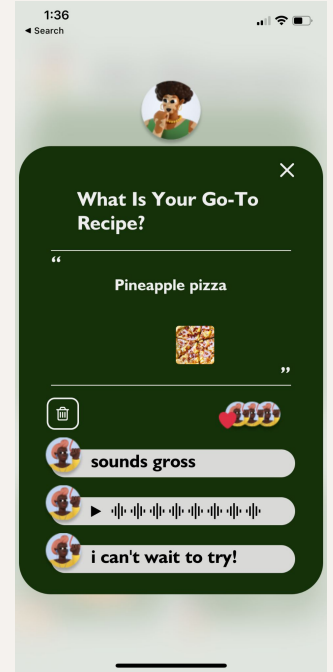 1:36
◀ Search
What Is Your Go-To
Recipe?
“
Pineapple pizza
”
sounds gross
i can't wait to try!